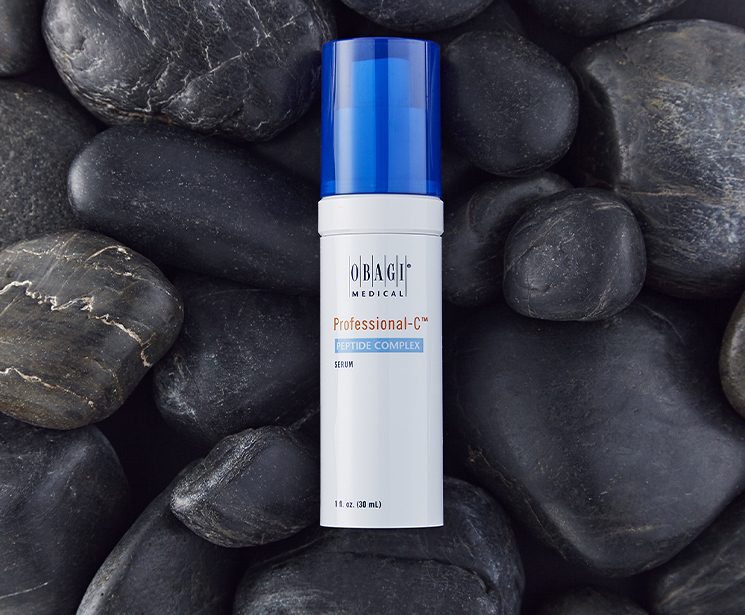 OBAGI®
MEDICAL
Professional-C™
PEPTIDE COMPLEX
SERUM
1 fl. oz. (30 mL)